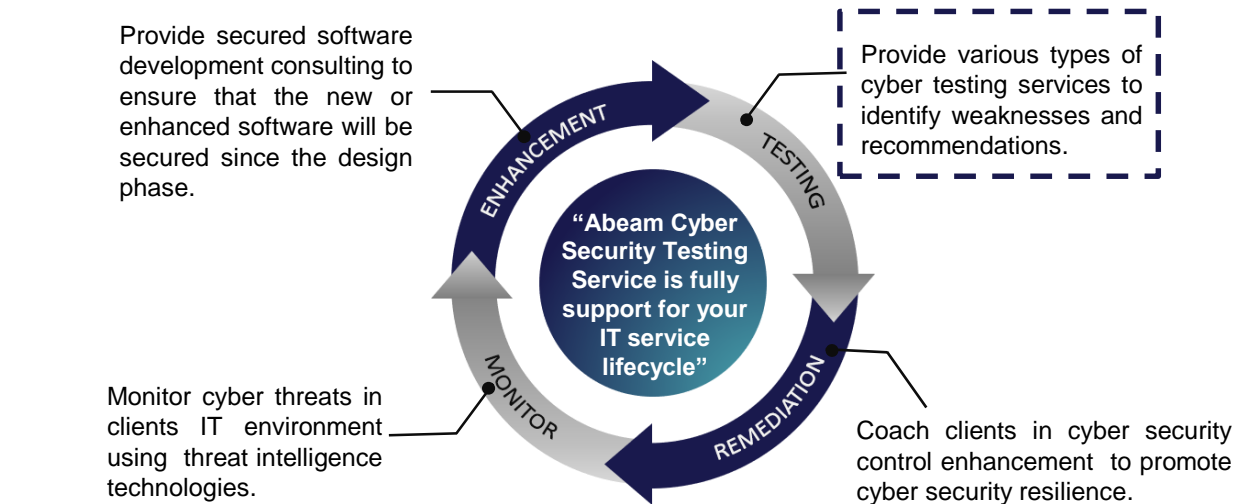 Provide secured software
development consulting to
ensure that the new or
enhanced software will be
secured since the design
phase.
ENHANCEMENT
TESTING
Provide various types of
cyber testing services to
identify weaknesses and
recommendations.
“Abeam Cyber
Security Testing
Service is fully
support for your
IT service
lifecycle”
MONITOR
REMEDIATION
Monitor cyber threats in
clients IT environment
using threat intelligence
technologies.
Coach clients in cyber security
control enhancement to promote
cyber security resilience.